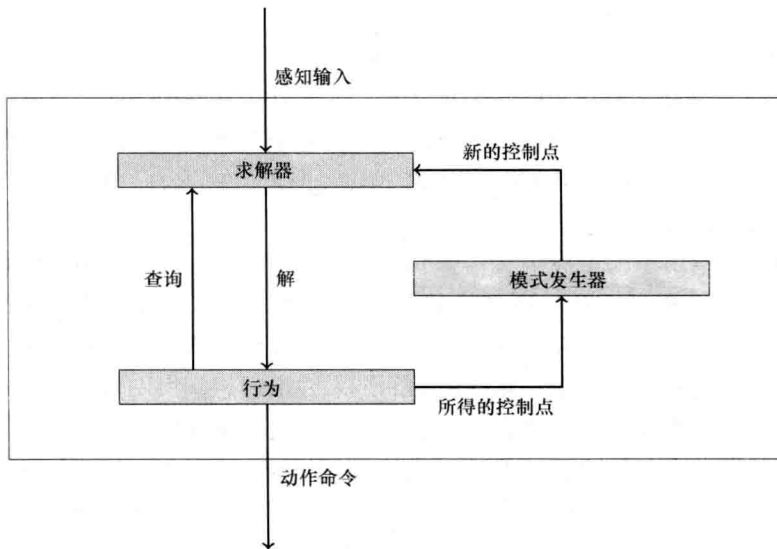 感知输入
求解器
新的控制点
查询
解
模式发生器
行为
所得的控制点
动作命令